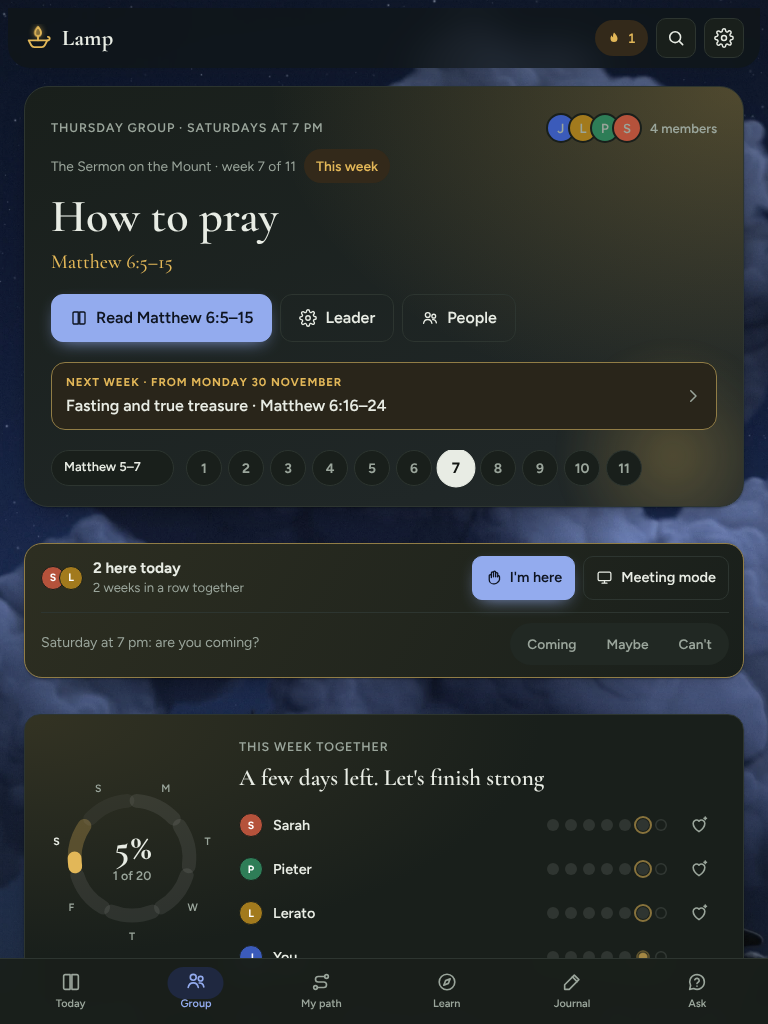 Lamp
1
THURSDAY GROUP · SATURDAYS AT 7 PM
J L P S 4 members
The Sermon on the Mount · week 7 of 11 This week
How to pray
Matthew 6:5–15
Read Matthew 6:5–15 Leader People
NEXT WEEK · FROM MONDAY 30 NOVEMBER
Fasting and true treasure · Matthew 6:16–24
Matthew 5–7 1 2 3 4 5 6 7 8 9 10 11
S L 2 here today
2 weeks in a row together
I'm here Meeting mode
Saturday at 7 pm: are you coming? Coming Maybe Can't
THIS WEEK TOGETHER
A few days left. Let's finish strong
S M
S T
5%
1 of 20
F W
T
S Sarah
P Pieter
L Lerato
J You
Today Group My path Learn Journal Ask